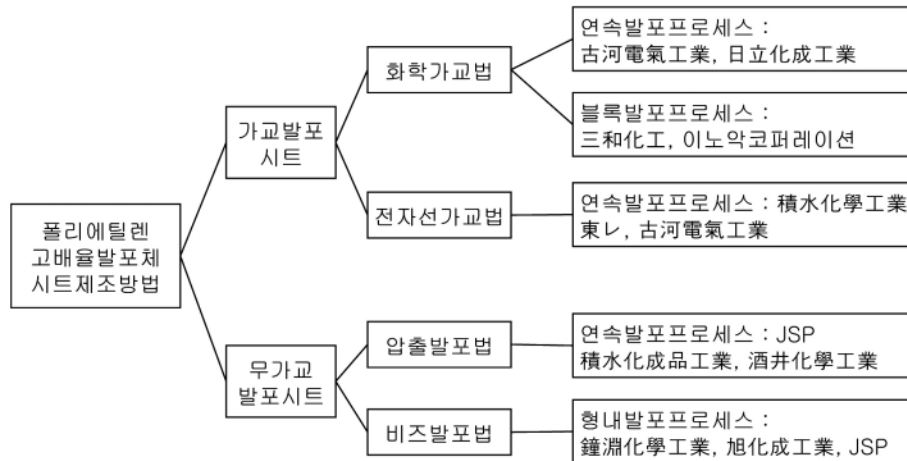 폴리에틸렌
고배율발포체
시트제조방법
가교발포
시트
화학가교법
연속발포프로세스 :
古河電氣工業, 日立化成工業
블록발포프로세스 :
三和化工, 이노악코퍼레이션
전자선가교법
연속발포프로세스 : 積水化學工業
東レ, 古河電氣工業
무가교
발포시트
압출발포법
연속발포프로세스 : JSP
積水化成品工業, 酒井化學工業
비즈발포법
형내발포프로세스 :
鐘淵化學工業, 旭化成工業, JSP